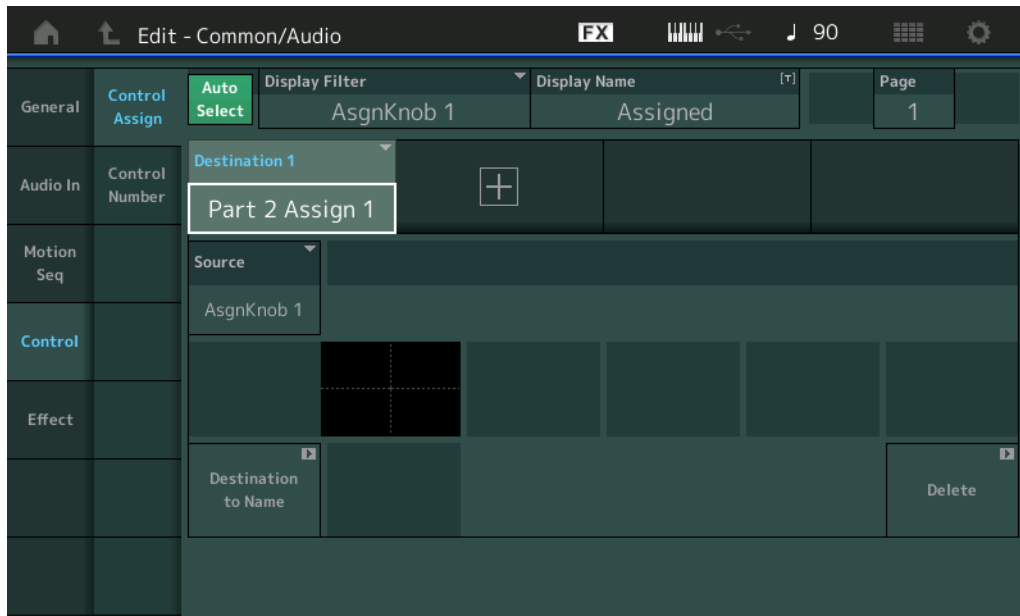 Edit - Common/Audio FX 90
General
Control
Assign
Auto
Select
Display Filter
AsgnKnob 1
Display Name
[T]
Assigned
Page
1
Audio In
Control
Number
Destination 1
Part 2 Assign 1
Motion
Seq
Source
AsgnKnob 1
Control
Effect
Destination
to Name
Delete